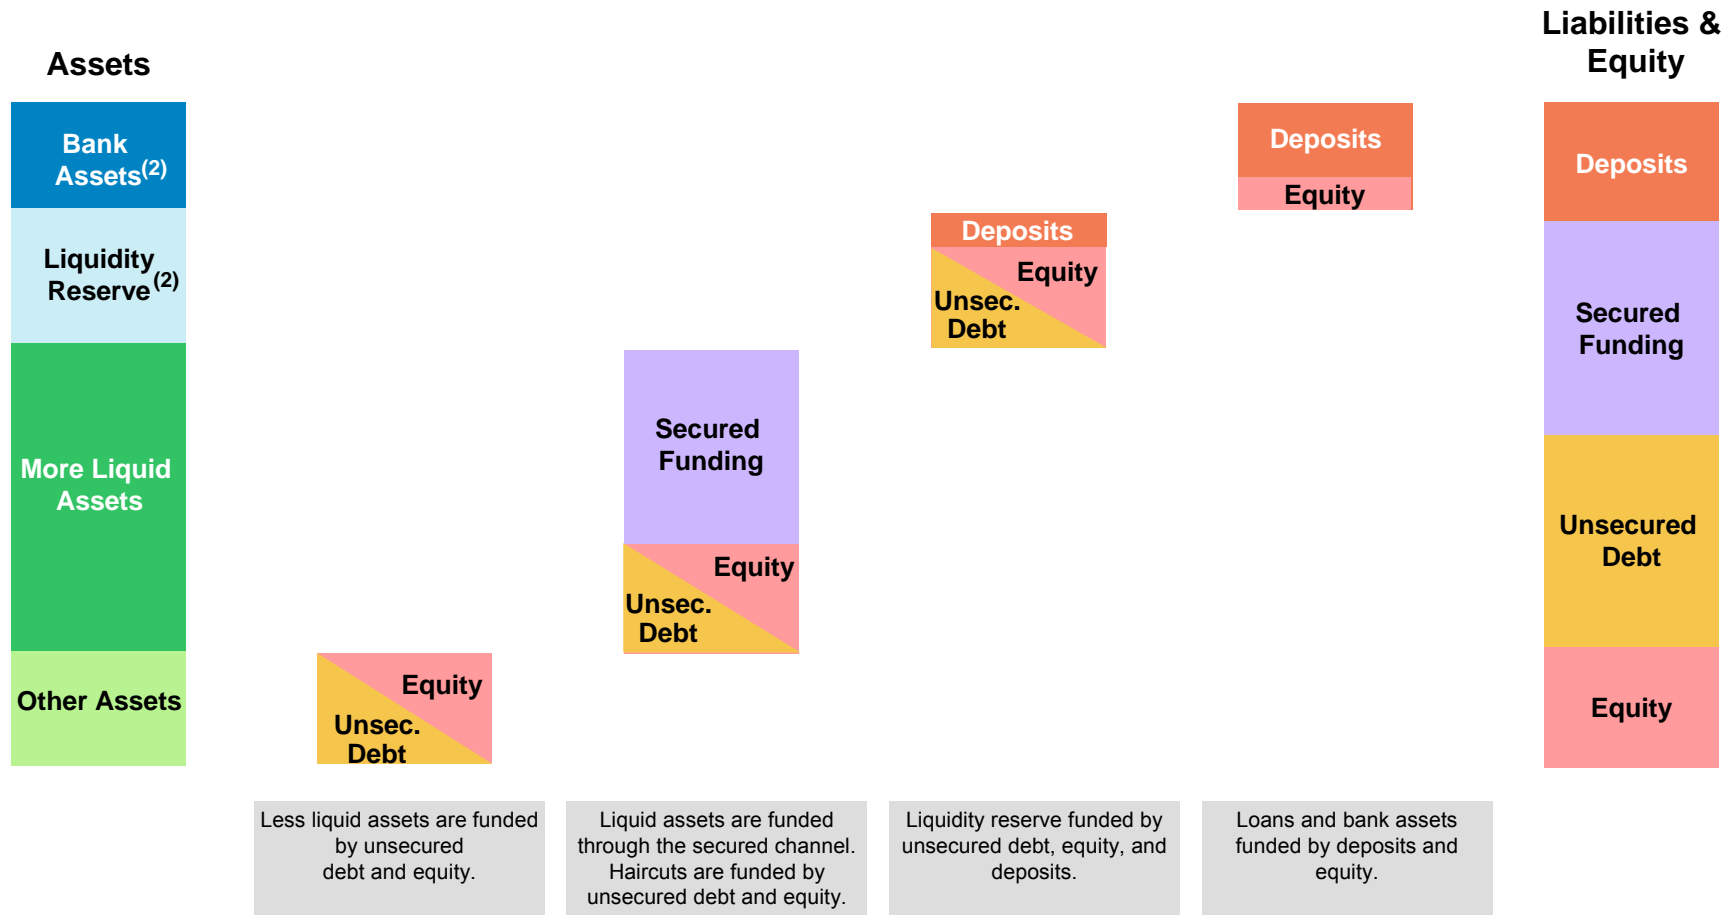 Assets
Liabilities &
Equity
Bank
Assets(2)
Liquidity
Reserve(2)
More Liquid
Assets
Other Assets
Equity
Unsec.
Debt
Secured
Funding
Equity
Unsec.
Debt
Deposits
Equity
Unsec.
Debt
Deposits
Equity
Deposits
Secured
Funding
Unsecured
Debt
Equity
Less liquid assets are funded
by unsecured
debt and equity.
Liquid assets are funded
through the secured channel.
Haircuts are funded by
unsecured debt and equity.
Liquidity reserve funded by
unsecured debt, equity, and
deposits.
Loans and bank assets
funded by deposits and
equity.